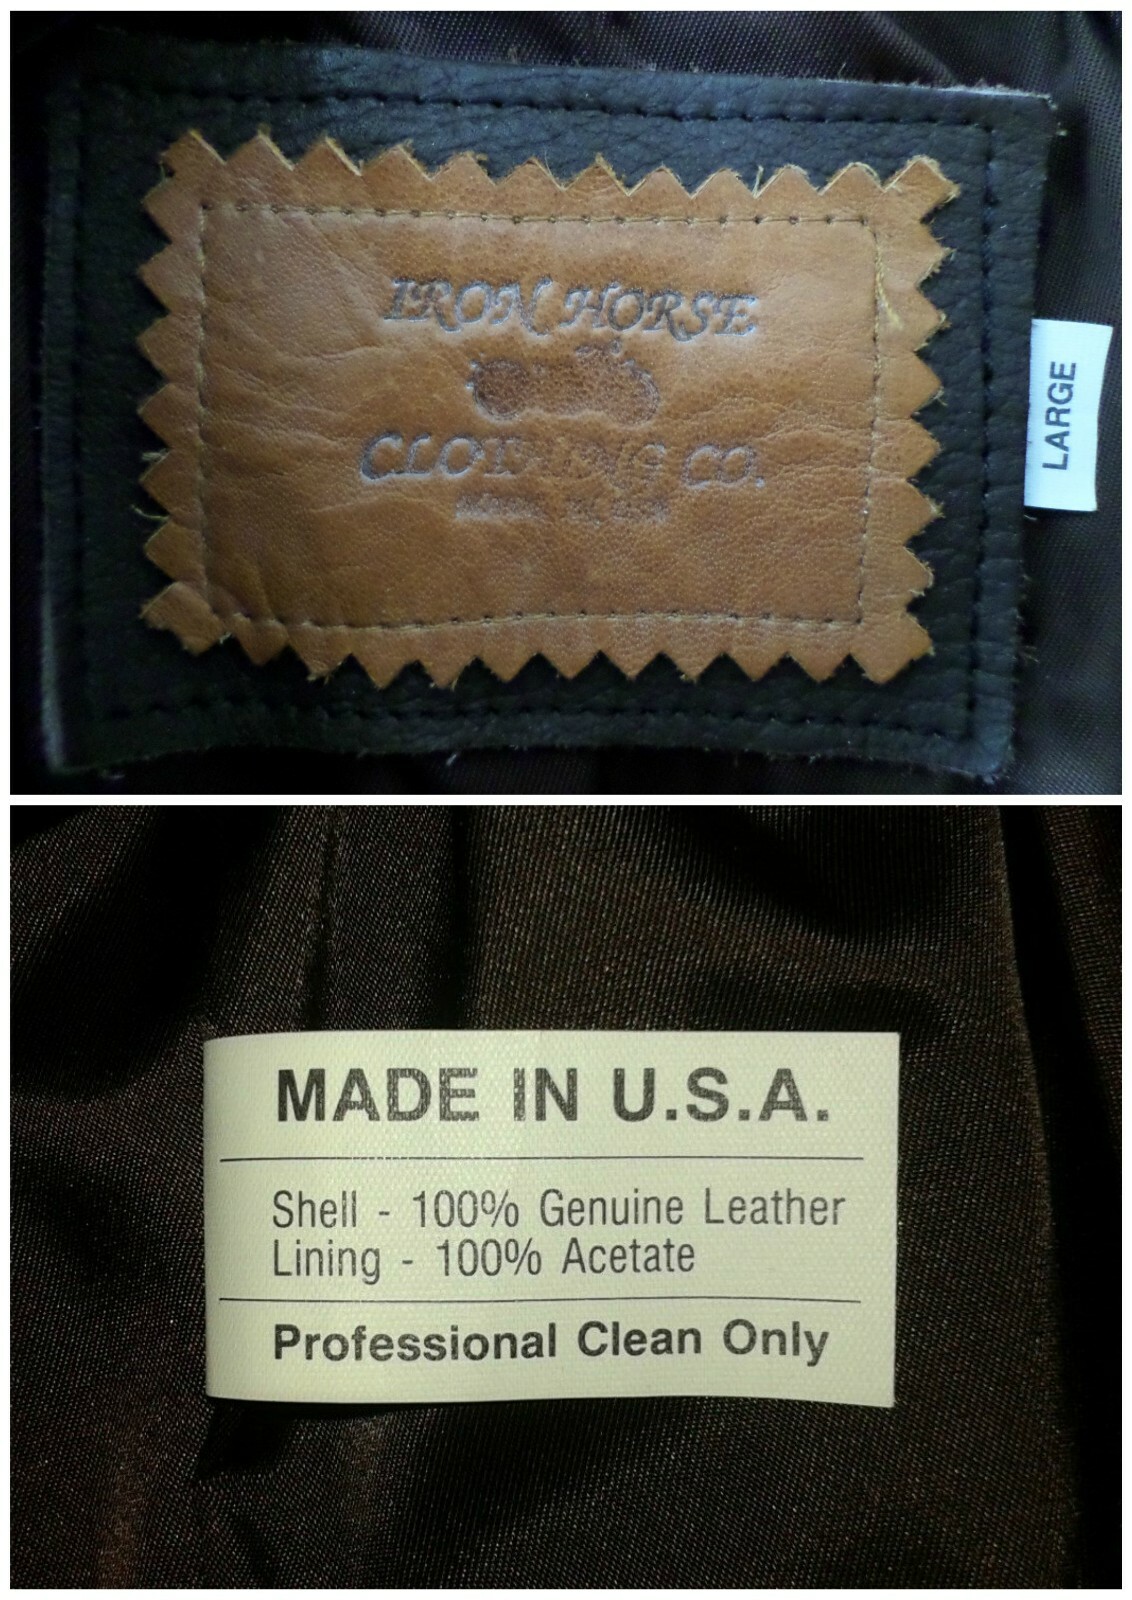 IRON HORSE
CLOTHING CO.
LARGE
MADE IN U.S.A.
Shell - 100% Genuine Leather
Lining - 100% Acetate
Professional Clean Only